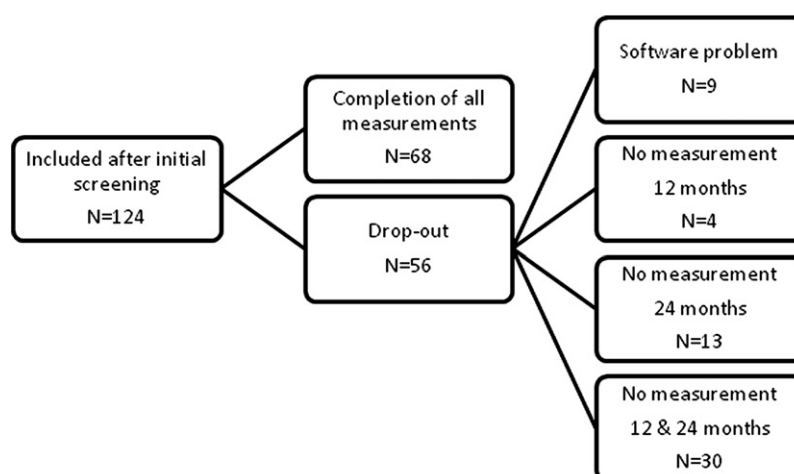 Included after initial
screening
N=124
Completion of all
measurements
N=68
Drop-out
N=56
Software problem
N=9
No measurement
12 months
N=4
No measurement
24 months
N=13
No measurement
12 & 24 months
N=30